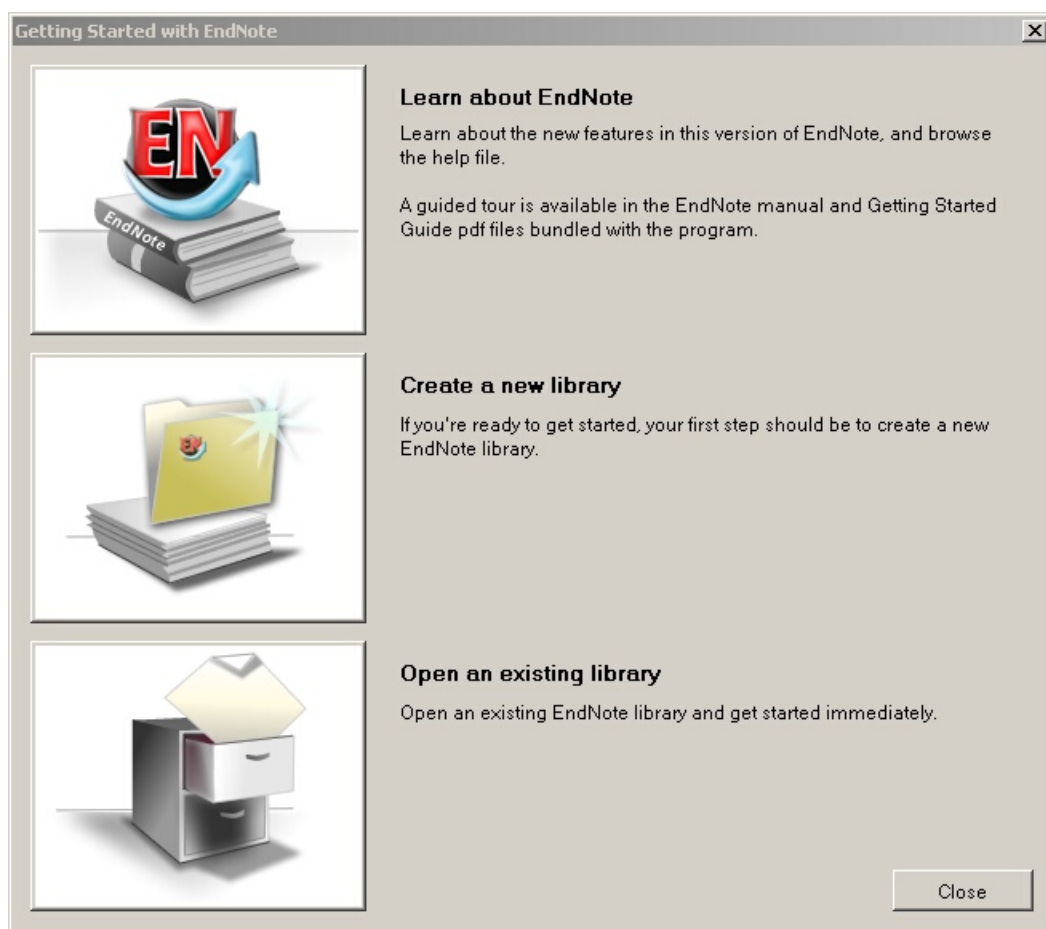 Getting Started with EndNote
EN
EndNote
Learn about EndNote
Learn about the new features in this version of EndNote, and browse
the help file.
A guided tour is available in the EndNote manual and Getting Started
Guide pdf files bundled with the program.
EN
Create a new library
If you're ready to get started, your first step should be to create a new
EndNote library.
Open an existing library
Open an existing EndNote library and get started immediately.
Close